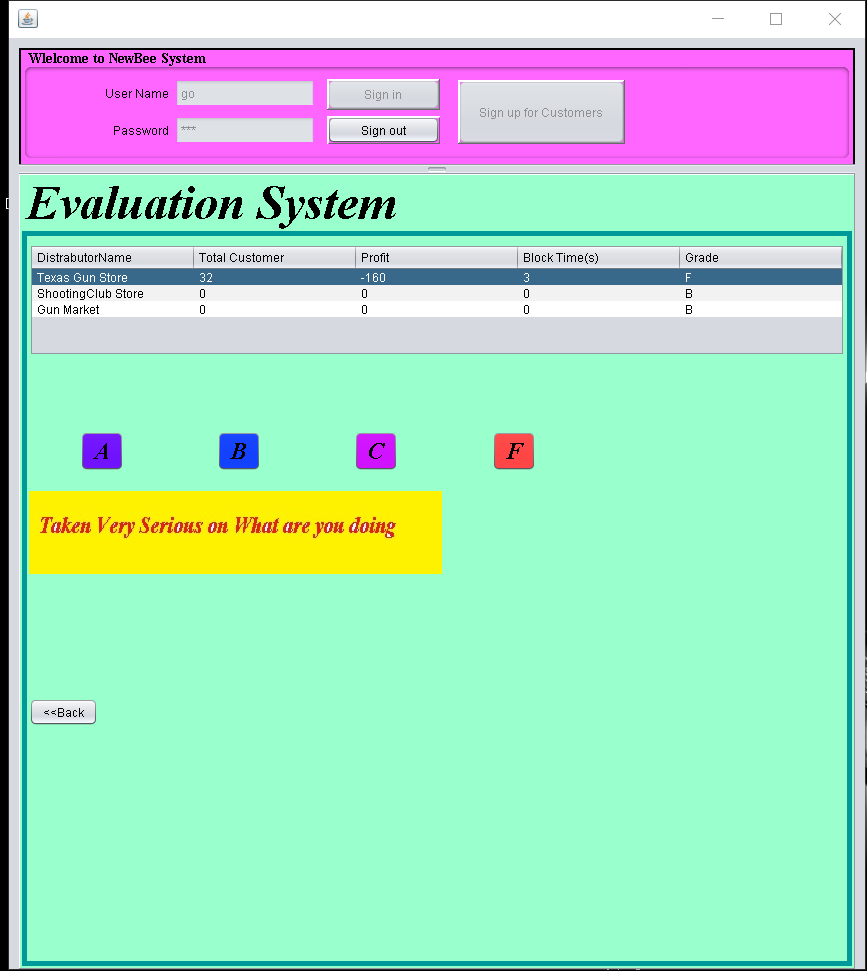 Wlelcome to NewBee System
User Name go Sign in
Sign up for Customers
Password *** Sign out
Evaluation System
DistrabutorName Total Customer Profit Block Time(s) Grade
Texas Gun Store 32 -160 3 F
ShootingClub Store 0 0 0 B
Gun Market 0 0 0 B
A B C F
Taken Very Serious on What are you doing
<<Back